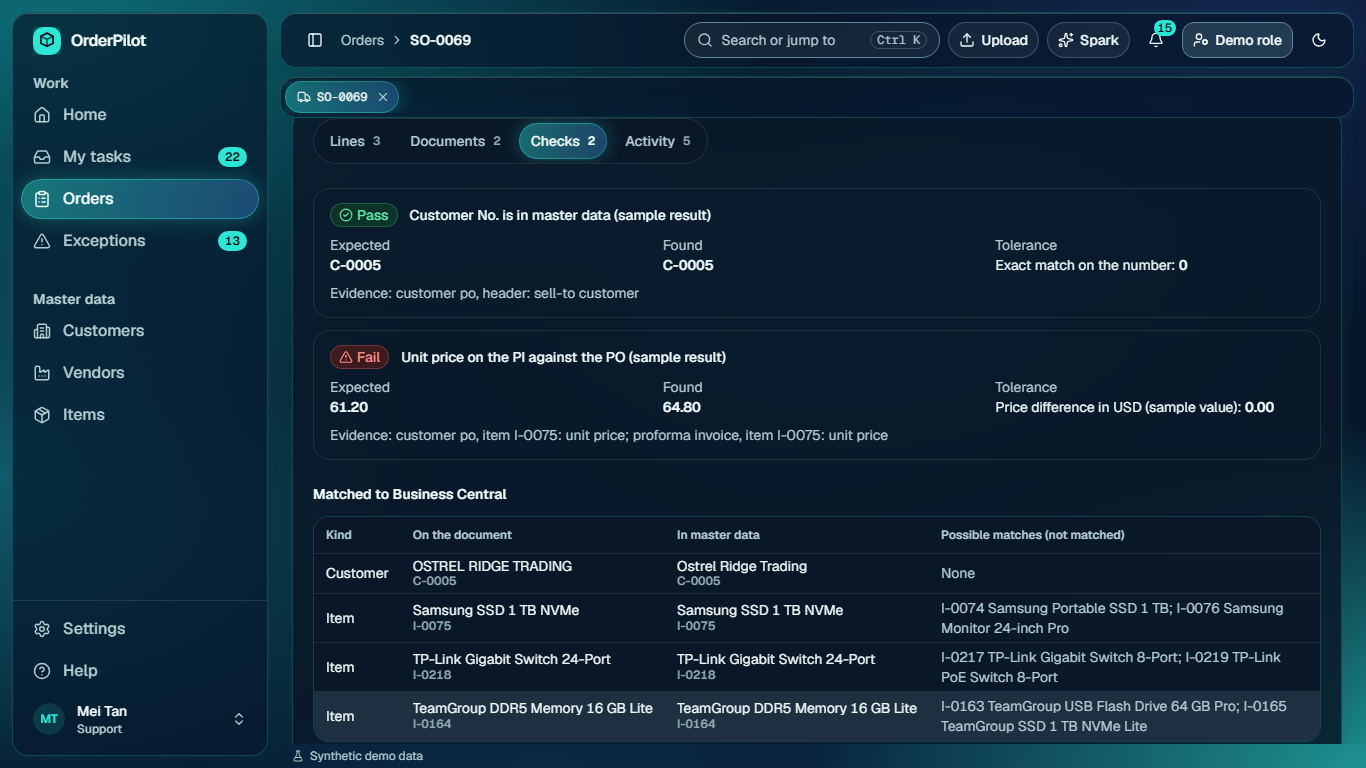 OrderPilot
Work
Home
My tasks 22
Orders
Exceptions 13
Master data
Customers
Vendors
Items
Settings
Help
MT
Mei Tan
Support
Orders > SO-0069
Search or jump to Ctrl K
Upload
Spark
15
Demo role
SO-0069
Lines 3
Documents 2
Checks 2
Activity 5
Pass Customer No. is in master data (sample result)
Expected Found Tolerance
C-0005 C-0005 Exact match on the number: 0
Evidence: customer po, header: sell-to customer
Fail Unit price on the PI against the PO (sample result)
Expected Found Tolerance
61.20 64.80 Price difference in USD (sample value): 0.00
Evidence: customer po, item I-0075: unit price; proforma invoice, item I-0075: unit price
Matched to Business Central
Kind On the document In master data Possible matches (not matched)
Customer OSTREL RIDGE TRADING Ostrel Ridge Trading None
C-0005 C-0005
Item Samsung SSD 1 TB NVMe Samsung SSD 1 TB NVMe I-0074 Samsung Portable SSD 1 TB; I-0076 Samsung
I-0075 I-0075 Monitor 24-inch Pro
Item TP-Link Gigabit Switch 24-Port TP-Link Gigabit Switch 24-Port I-0217 TP-Link Gigabit Switch 8-Port; I-0219 TP-Link
I-0218 I-0218 PoE Switch 8-Port
Item TeamGroup DDR5 Memory 16 GB Lite TeamGroup DDR5 Memory 16 GB Lite I-0163 TeamGroup USB Flash Drive 64 GB Pro; I-0165
I-0164 I-0164 TeamGroup SSD 1 TB NVMe Lite
Synthetic demo data